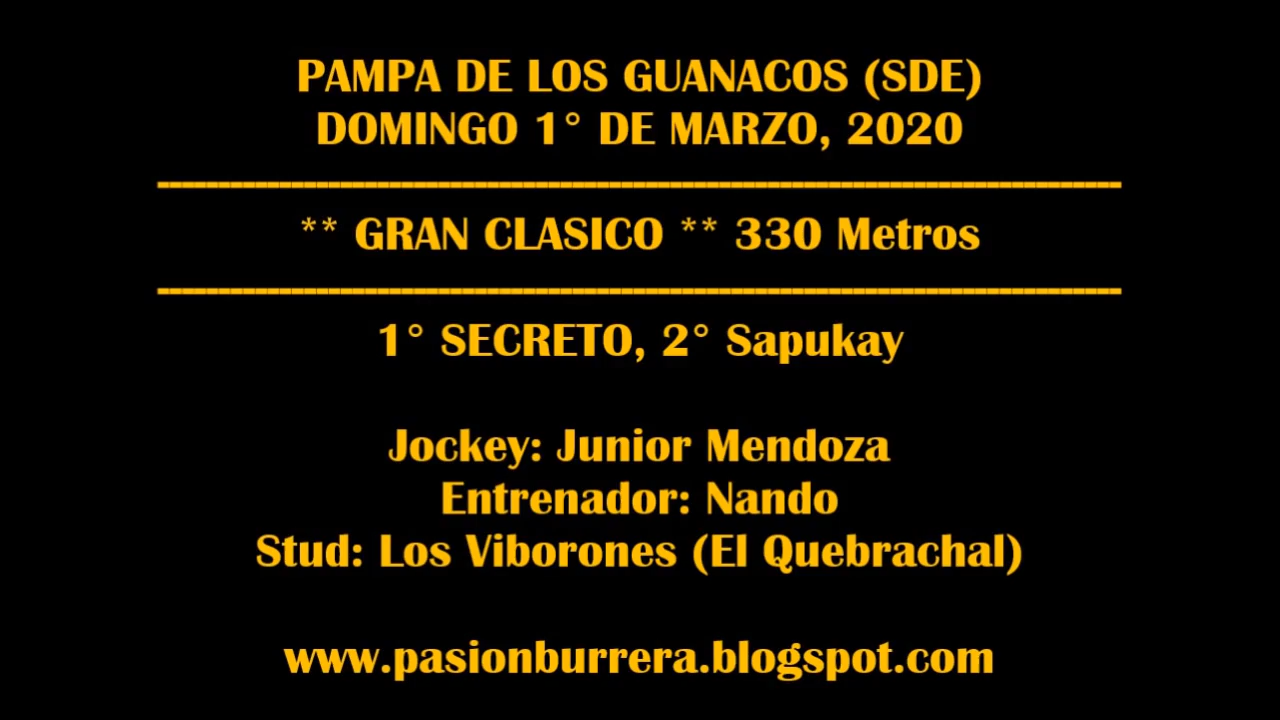 PAMPA DE LOS GUANACOS (SDE)
DOMINGO 1° DE MARZO, 2020
** GRAN CLASICO ** 330 Metros
1° SECRETO, 2° Sapukay
Jockey: Junior Mendoza
Entrenador: Nando
Stud: Los Viborones (El Quebrachal)
www.pasionburrera.blogspot.com